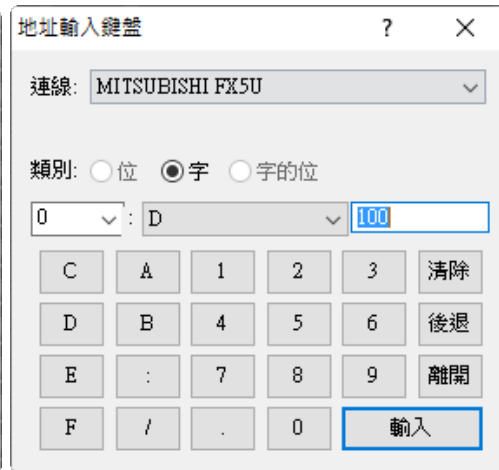 地址輸入鍵盤 ?
連線: MITSUBISHI FX5U
類別: 位 字 字的位
0 : D 100
C A 1 2 3 清除
D B 4 5 6 後退
E : 7 8 9 離開
F / . 0 輸入